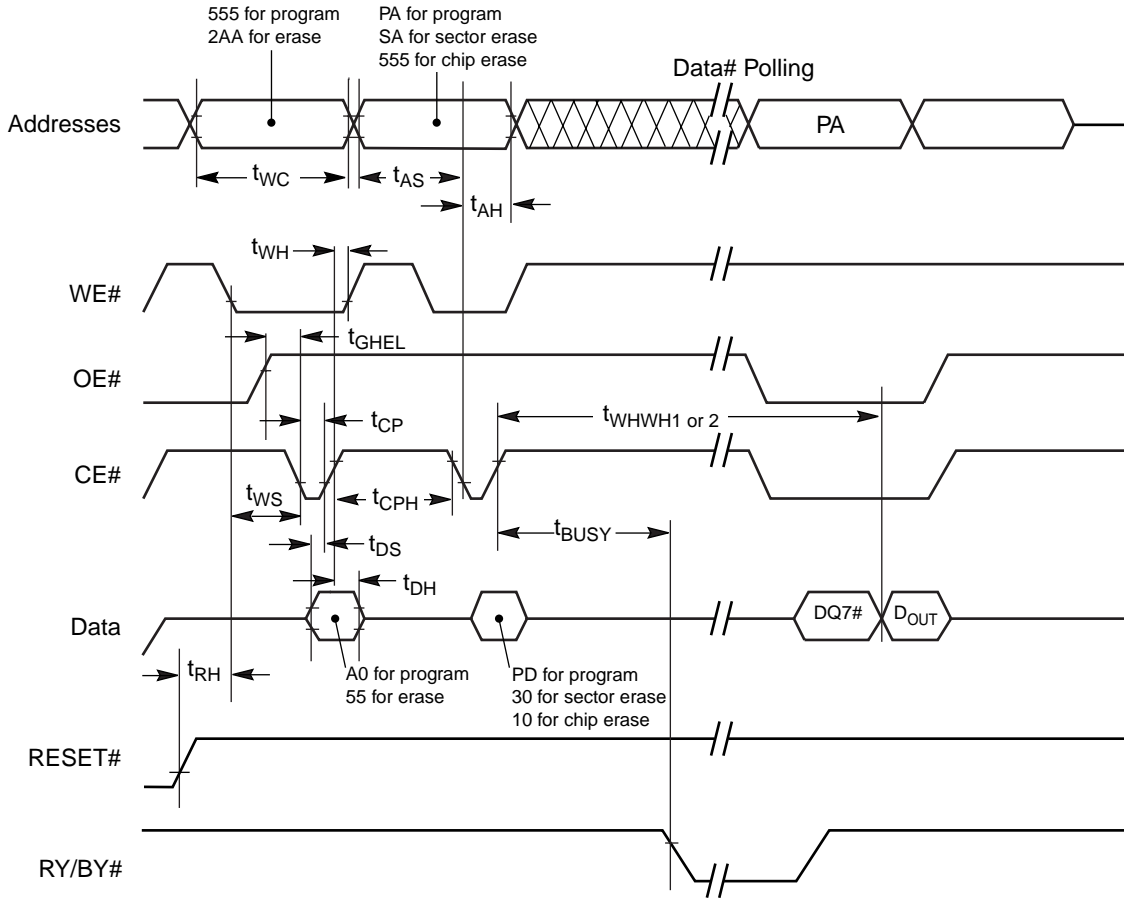 555 for program
2AA for erase
PA for program
SA for sector erase
555 for chip erase
Data# Polling
Addresses
PA
tWC
tAS
tAH
tWH
WE#
tGHEL
OE#
tCP
tWHWH1 or 2
CE#
tWS
tCPH
tBUSY
tDS
tDH
Data
DQ7#
DOUT
tRH
A0 for program
55 for erase
PD for program
30 for sector erase
10 for chip erase
RESET#
RY/BY#